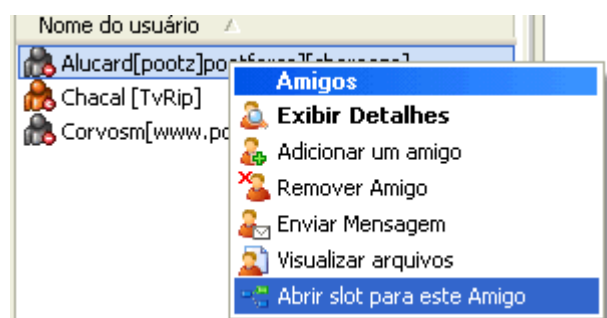 Nome do usuário
Alucard[pootz]
Amigos
Chacal [TvRip]
Exibir Detalhes
Corvosm[www.po
Adicionar um amigo
Remover Amigo
Enviar Mensagem
Visualizar arquivos
Abrir slot para este Amigo